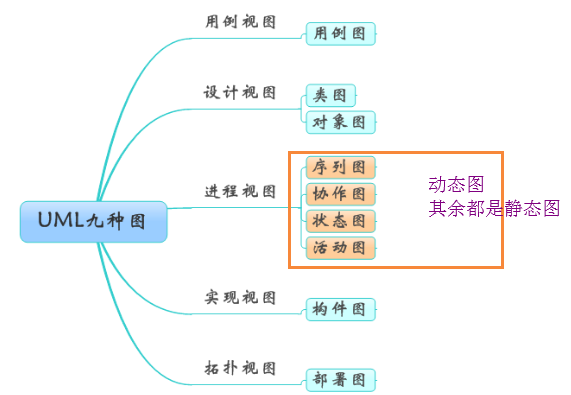 用例视图
用例图
设计视图
类图
对象图
进程视图
序列图
协作图
状态图
活动图
动态图
其余都是静态图
UML九种图
实现视图
构件图
拓扑视图
部署图